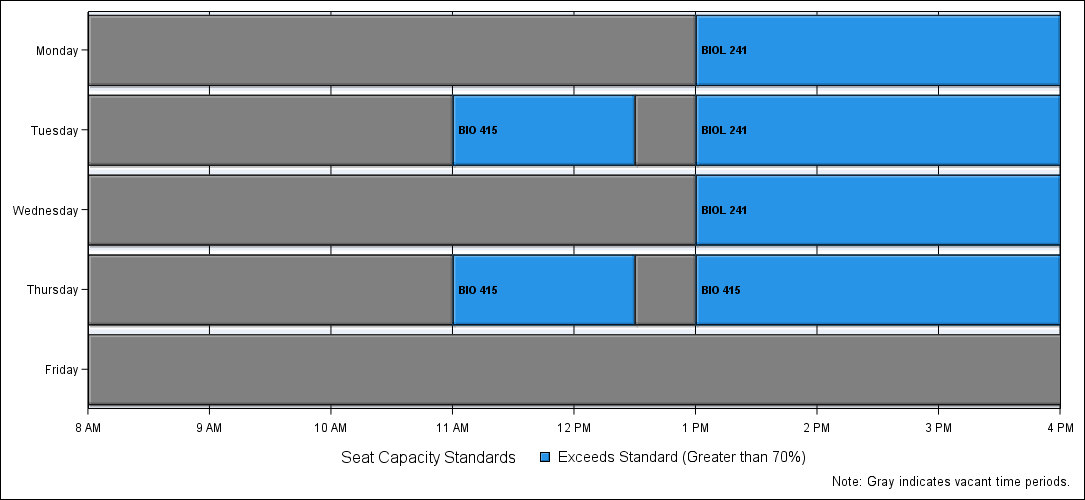 Monday
BIOL 241
Tuesday
BIO 415
BIOL 241
Wednesday
BIOL 241
Thursday
BIO 415
BIO 415
Friday
8 AM 9 AM 10 AM 11 AM 12 PM 1 PM 2 PM 3 PM 4 PM
Seat Capacity Standards Exceeds Standard (Greater than 70%)
Note: Gray indicates vacant time periods.